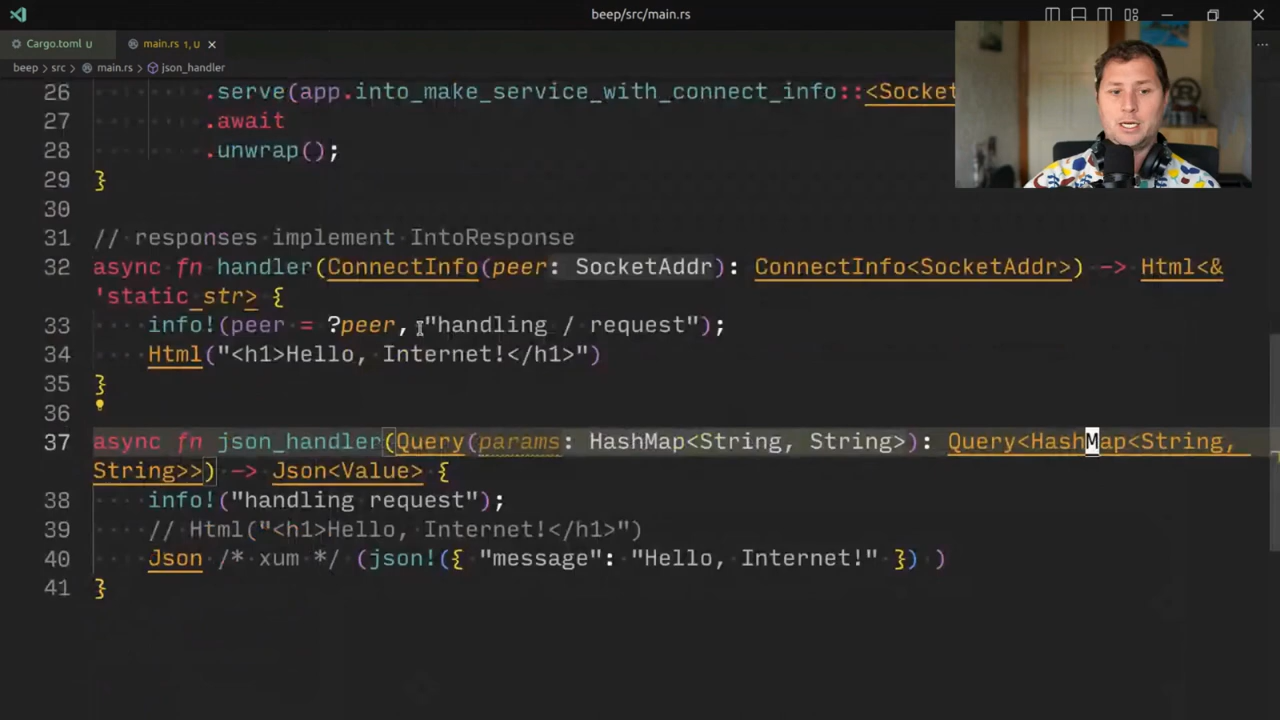 beep/src/main.rs
Cargo.toml U
main.rs 1, U
beep > src > main.rs > json_handler
26 .serve(app.into_make_service_with_connect_info::<Socket
27 .await
28 .unwrap();
29 }
30
31 // responses implement IntoResponse
32 async fn handler(ConnectInfo(peer: SocketAddr): ConnectInfo<SocketAddr>) -> Html<&
'static str> {
33 info!(peer = ?peer, "handling / request");
34 Html("<h1>Hello, Internet!</h1>")
35 }
36
37 async fn json_handler(Query(params: HashMap<String, String>): Query<HashMap<String,
String>>) -> Json<Value> {
38 info!("handling request");
39 // Html("<h1>Hello, Internet!</h1>")
40 Json /* xum */ (json!({ "message": "Hello, Internet!" }) )
41 }